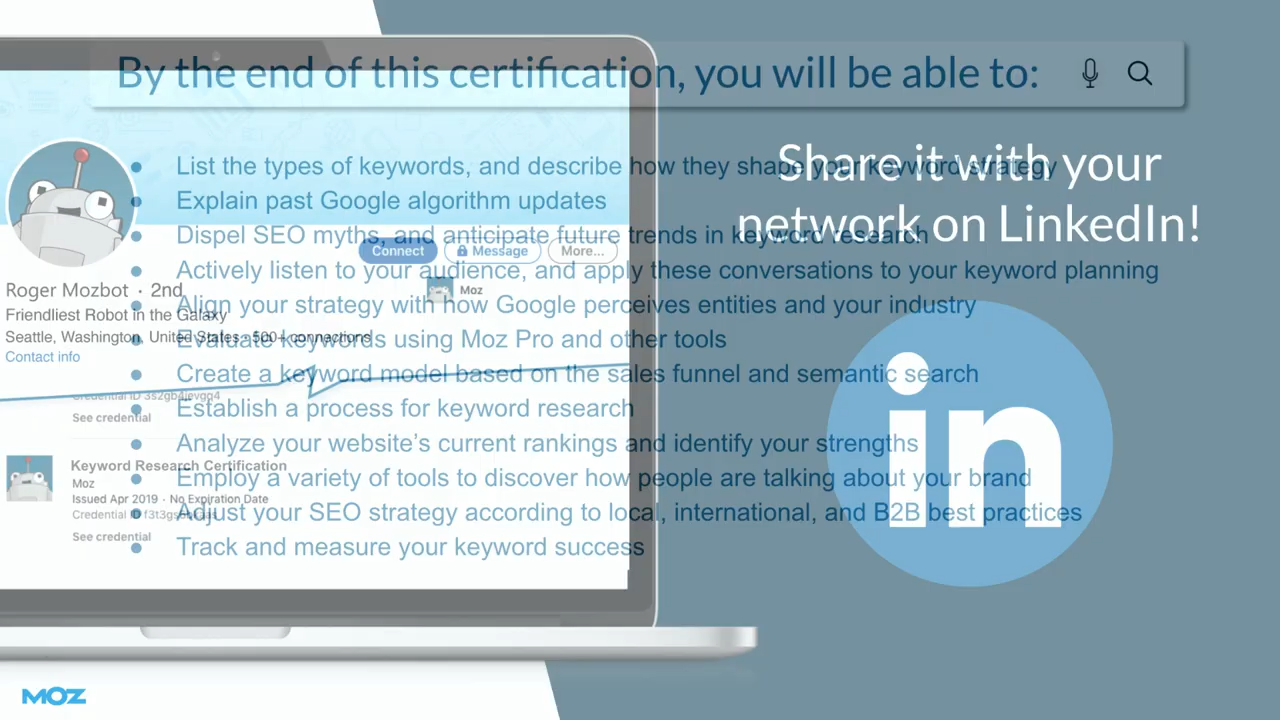 By the end of this certification, you will be able to:
Share it with your
network on LinkedIn!
List the types of keywords, and describe how they shape your keyword strategy
Explain past Google algorithm updates
Dispel SEO myths, and anticipate future trends in keyword research
Actively listen to your audience, and apply these conversations to your keyword planning
Align your strategy with how Google perceives entities and your industry
Evaluate keywords using Moz Pro and other tools
Create a keyword model based on the sales funnel and semantic search
Establish a process for keyword research
Analyze your website’s current rankings and identify your strengths
Employ a variety of tools to discover how people are talking about your brand
Adjust your SEO strategy according to local, international, and B2B best practices
Track and measure your keyword success
Connect
Message
More...
Moz
Roger Mozbot · 2nd
Friendliest Robot in the Galaxy
Seattle, Washington, United States · 500+ connections
Contact info
Credential ID
See credential
Keyword Research Certification
Moz
Issued Apr 2019 · No Expiration Date
Credential ID
See credential
in
MOZ